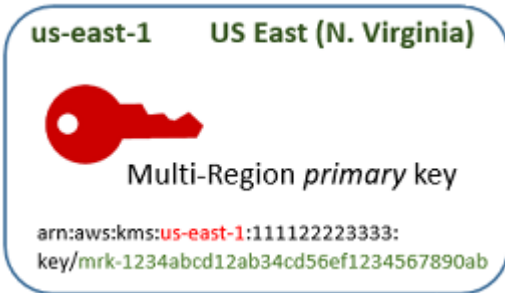 us-east-1 US East (N. Virginia)
Multi-Region primary key
arn:aws:kms:us-east-1:111122223333:
key/mrk-1234abcd12ab34cd56ef1234567890ab